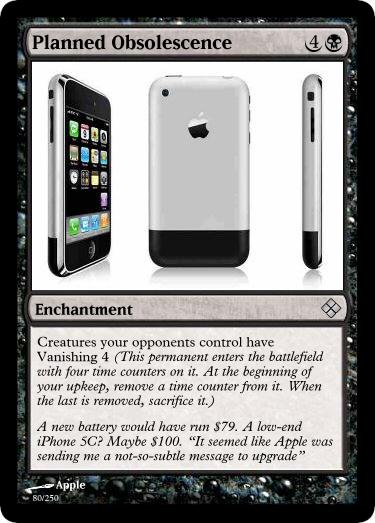 Planned Obsolescence 4
Enchantment
Creatures your opponents control have
Vanishing 4 (This permanent enters the battlefield
with four time counters on it. At the beginning of
your upkeep, remove a time counter from it. When
the last is removed, sacrifice it.)
A new battery would have run $79. A low-end
iPhone 5C? Maybe $100. “It seemed like Apple was
sending me a not-so-subtle message to upgrade”
Apple
80/250